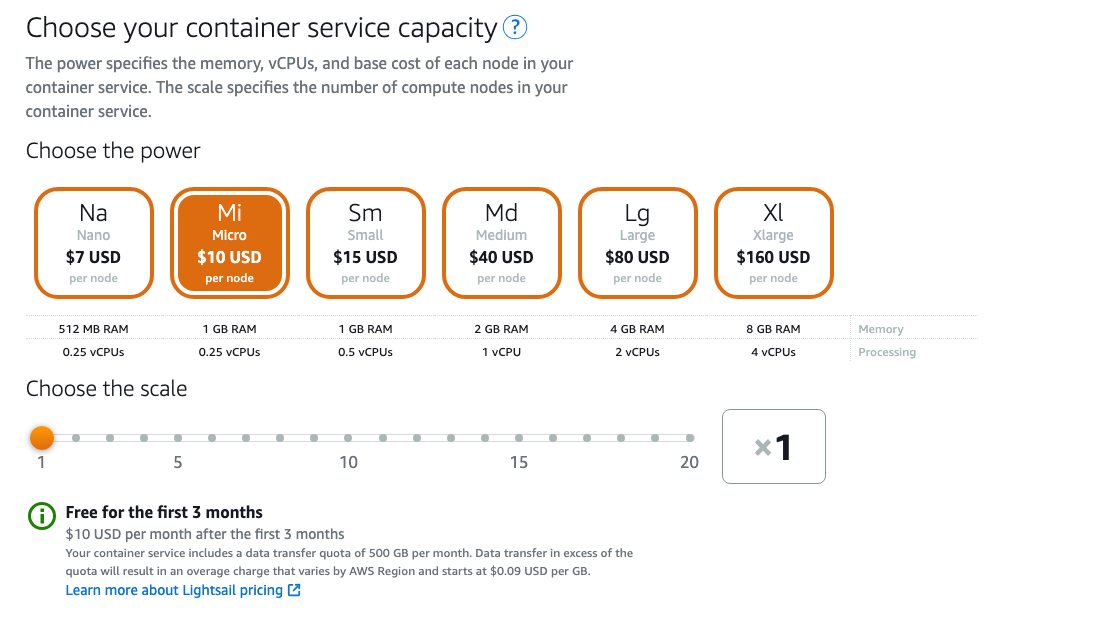 Choose your container service capacity ?
The power specifies the memory, vCPUs, and base cost of each node in your
container service. The scale specifies the number of compute nodes in your
container service.
Choose the power
Na
Nano
$7 USD
per node
Mi
Micro
$10 USD
per node
Sm
Small
$15 USD
per node
Md
Medium
$40 USD
per node
Lg
Large
$80 USD
per node
Xl
Xlarge
$160 USD
per node
512 MB RAM 1 GB RAM 1 GB RAM 2 GB RAM 4 GB RAM 8 GB RAM Memory
0.25 vCPUs 0.25 vCPUs 0.5 vCPUs 1 vCPU 2 vCPUs 4 vCPUs Processing
Choose the scale
1 5 10 15 20
×1
Free for the first 3 months
$10 USD per month after the first 3 months
Your container service includes a data transfer quota of 500 GB per month. Data transfer in excess of the
quota will result in an overage charge that varies by AWS Region and starts at $0.09 USD per GB.
Learn more about Lightsail pricing